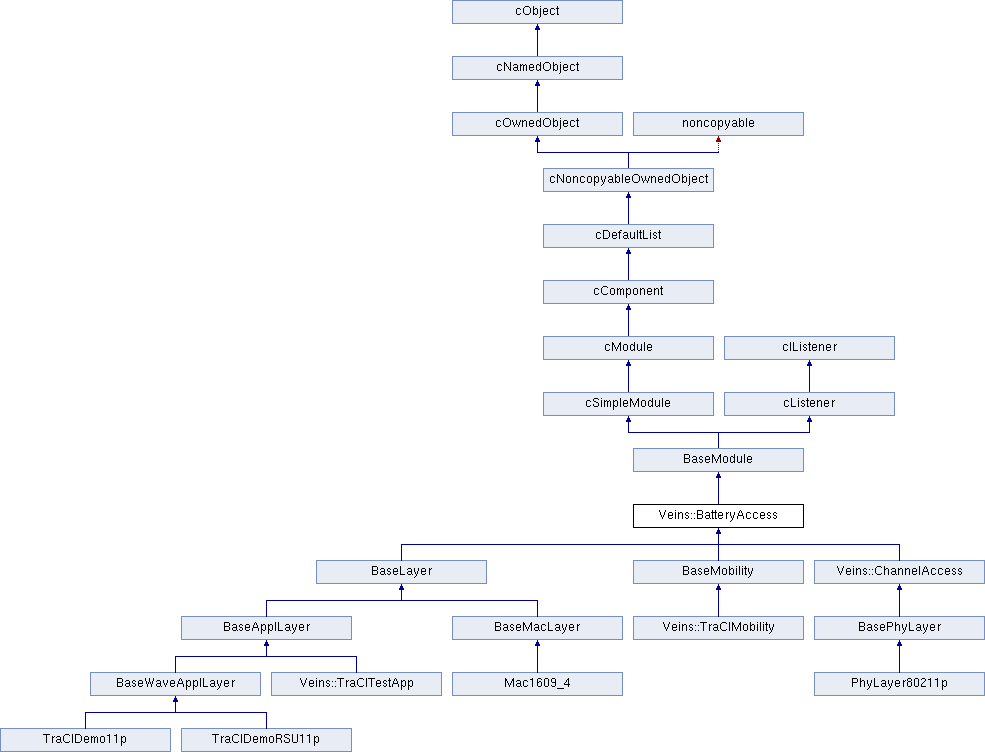 cObject
cNamedObject
cOwnedObject
noncopyable
cNoncopyableOwnedObject
cDefaultList
cComponent
cModule
cIListener
cSimpleModule
cListener
BaseModule
Veins::BatteryAccess
BaseLayer
BaseMobility
Veins::ChannelAccess
BaseApplLayer
BaseMacLayer
Veins::TraCIMobility
BasePhyLayer
BaseWaveApplLayer
Veins::TraCITestApp
Mac1609_4
PhyLayer80211p
TraCIDemo11p
TraCIDemoRSU11p